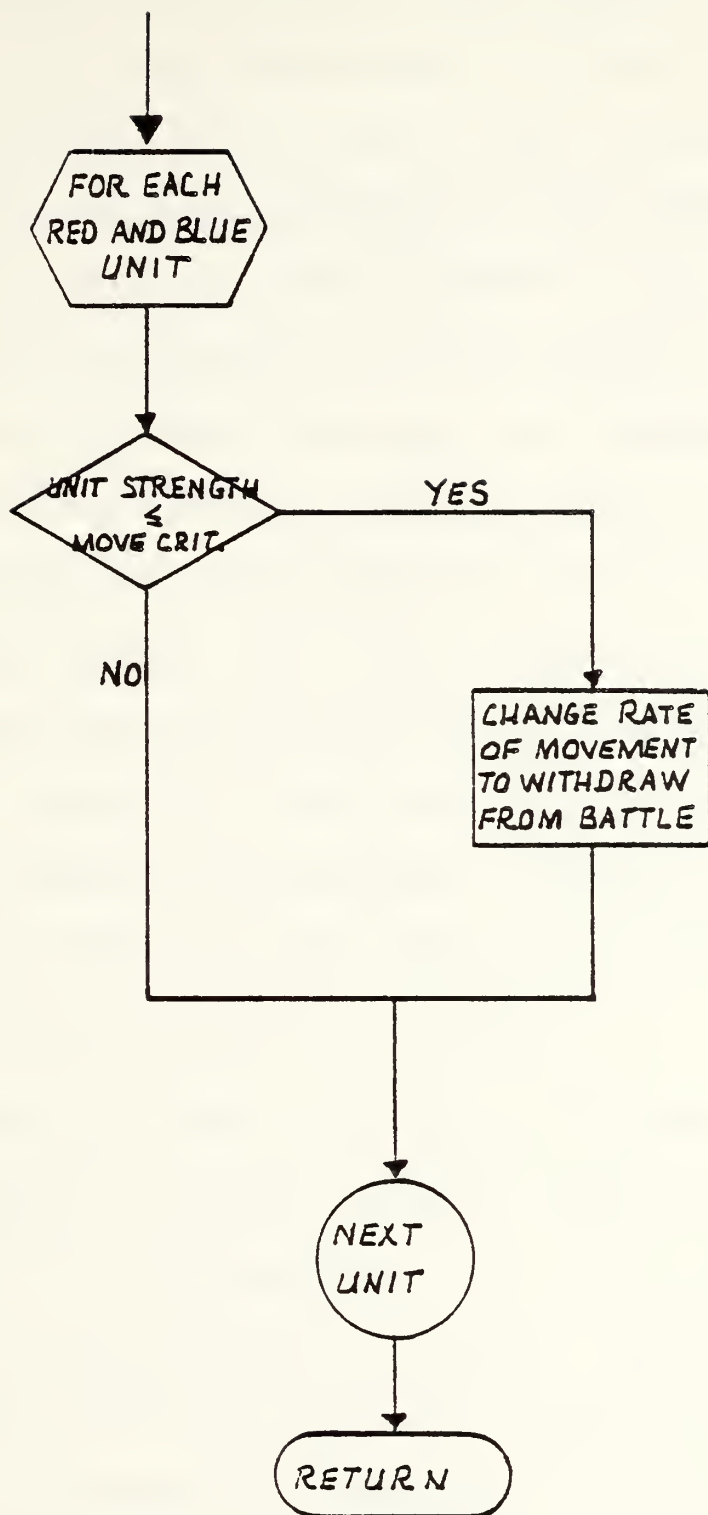 FOR EACH
RED AND BLUE
UNIT
UNIT STRENGTH
≤
MOVE CRIT.
YES
NO
CHANGE RATE
OF MOVEMENT
TO WITHDRAW
FROM BATTLE
NEXT
UNIT
RETURN